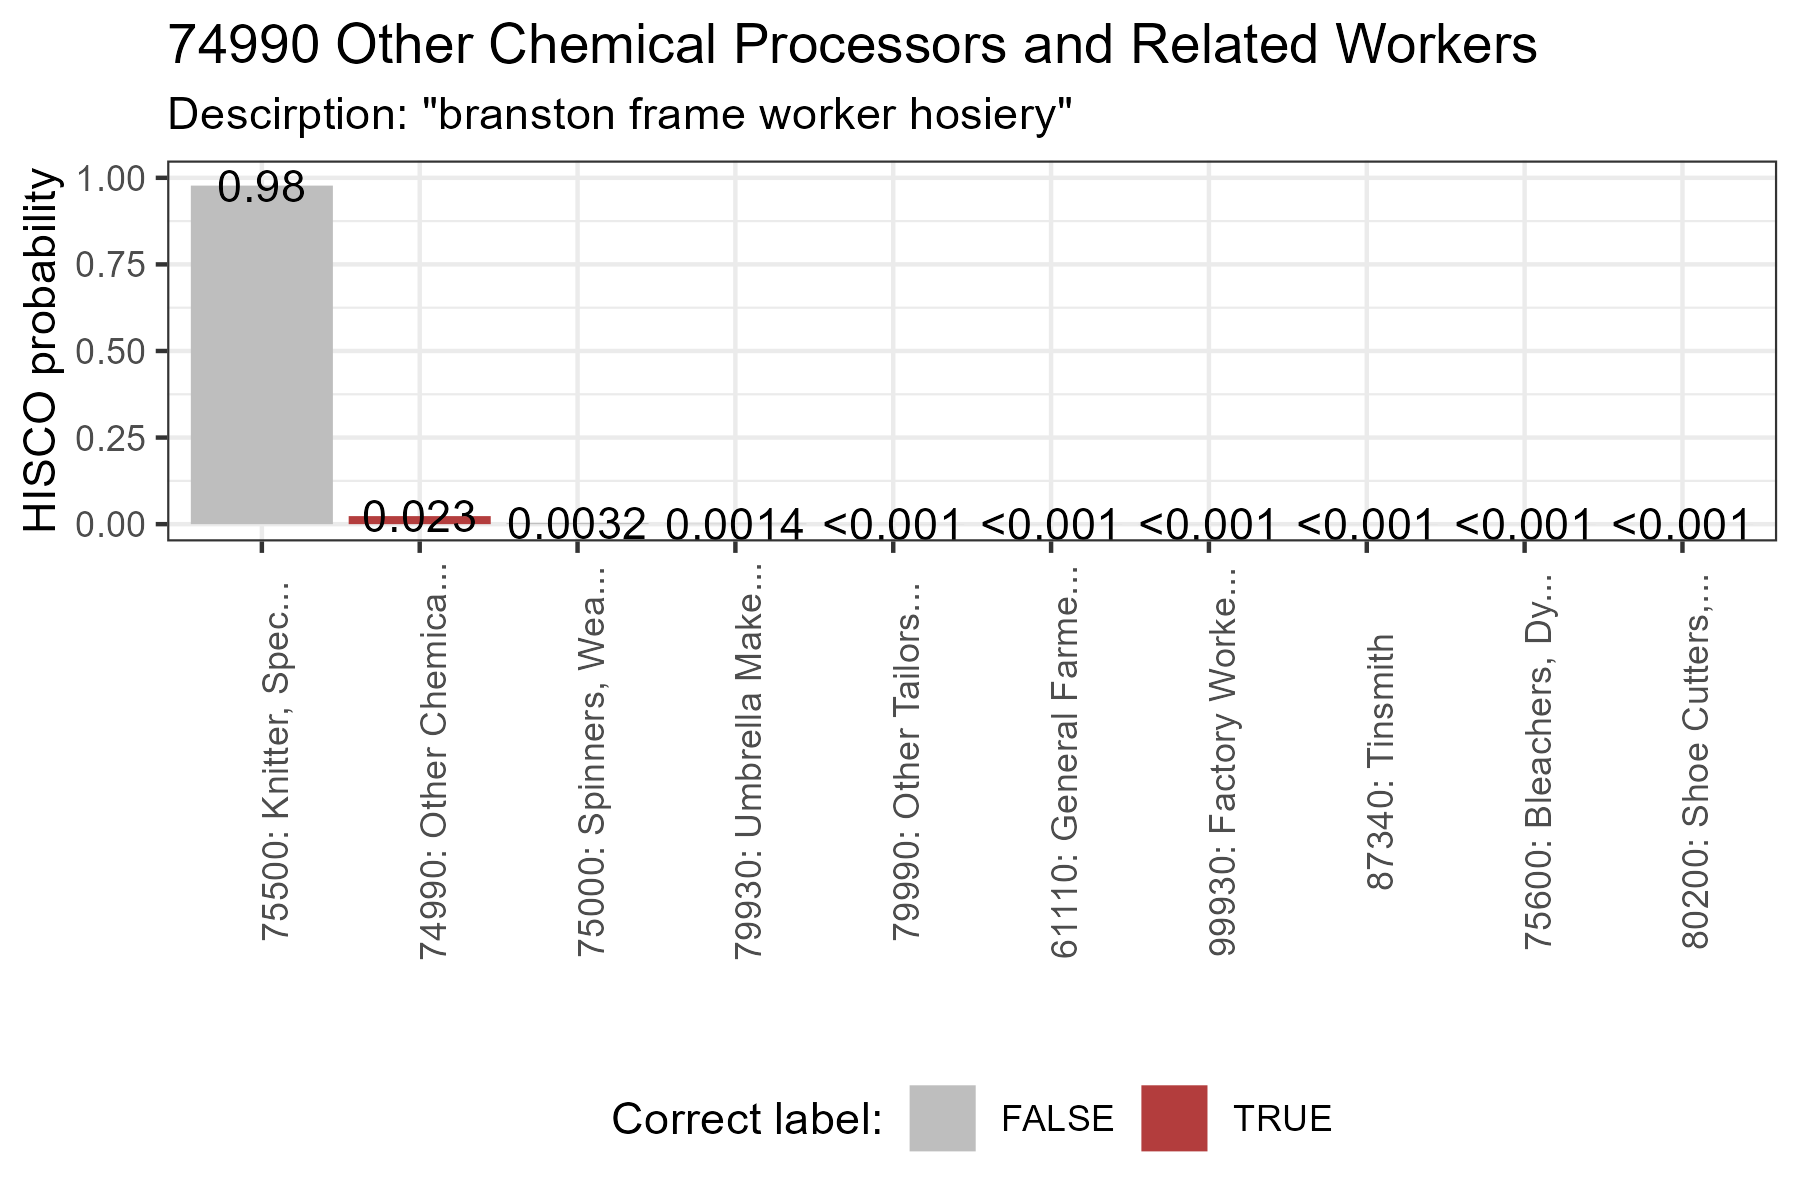 74990 Other Chemical Processors and Related Workers
Descirption: "branston frame worker hosiery"
HISCO probability
1.00
0.75
0.50
0.25
0.00
0.98
0.023
0.0032
0.0014
<0.001
<0.001
<0.001
<0.001
<0.001
<0.001
75500: Knitter, Spec...
74990: Other Chemica...
75000: Spinners, Wea...
79930: Umbrella Make...
79990: Other Tailors...
61110: General Farme...
99930: Factory Worke...
87340: Tinsmith
75600: Bleachers, Dy...
80200: Shoe Cutters,...
Correct label: FALSE TRUE